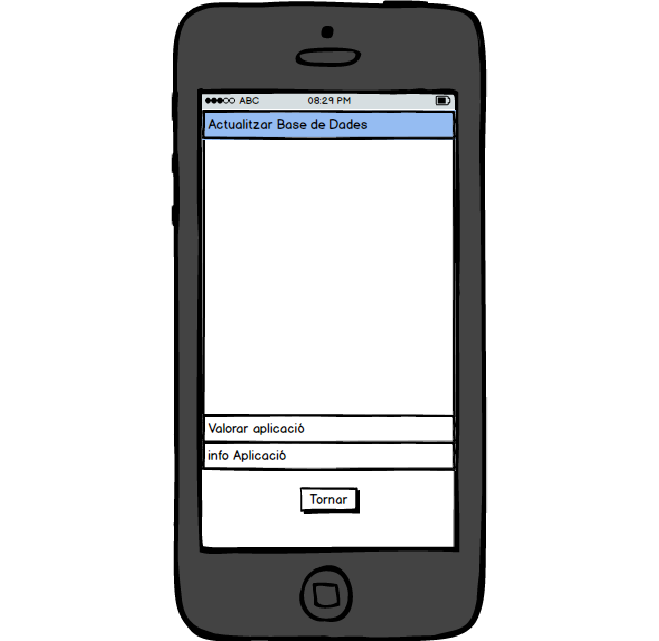 ABC 08:29 PM
Actualitzar Base de Dades
Valorar aplicació
info Aplicació
Tornar